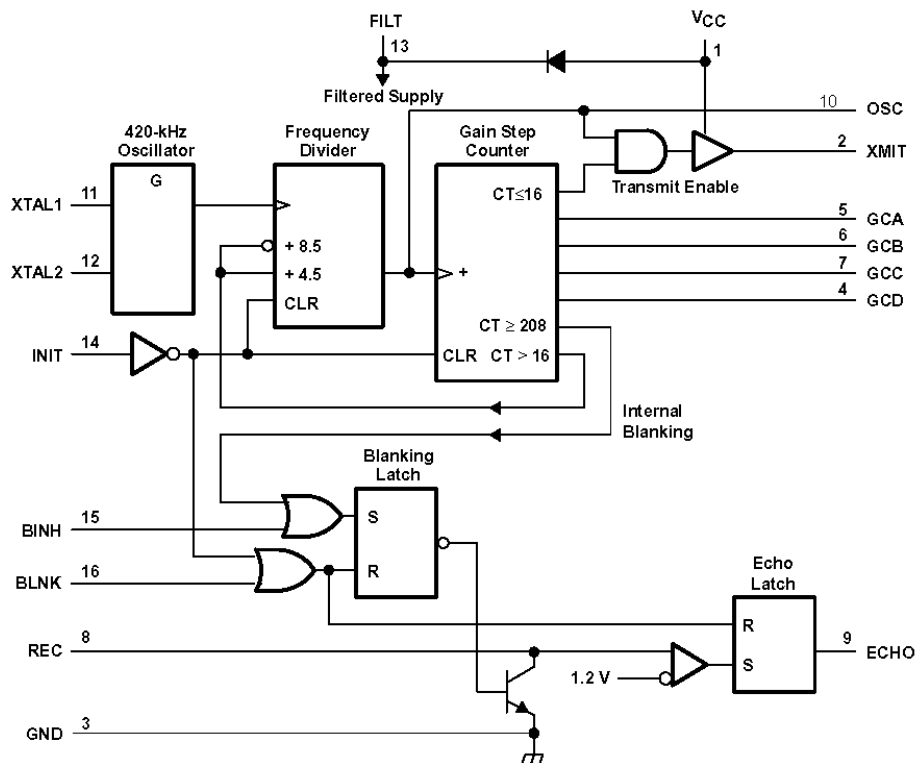 FILT
VCC
13
1
Filtered Supply
10
OSC
420-kHz
Oscillator
Frequency
Divider
Gain Step
Counter
2
XMIT
G
Transmit Enable
CT≤16
11
XTAL1
5
GCA
+ 8.5
6
GCB
12
XTAL2
+ 4.5
+
7
GCC
CLR
4
GCD
CT ≥ 208
14
INIT
CLR
CT > 16
Internal
Blanking
Blanking
Latch
S
15
BINH
16
BLNK
R
Echo
Latch
R
8
REC
9
ECHO
1.2 V
S
3
GND